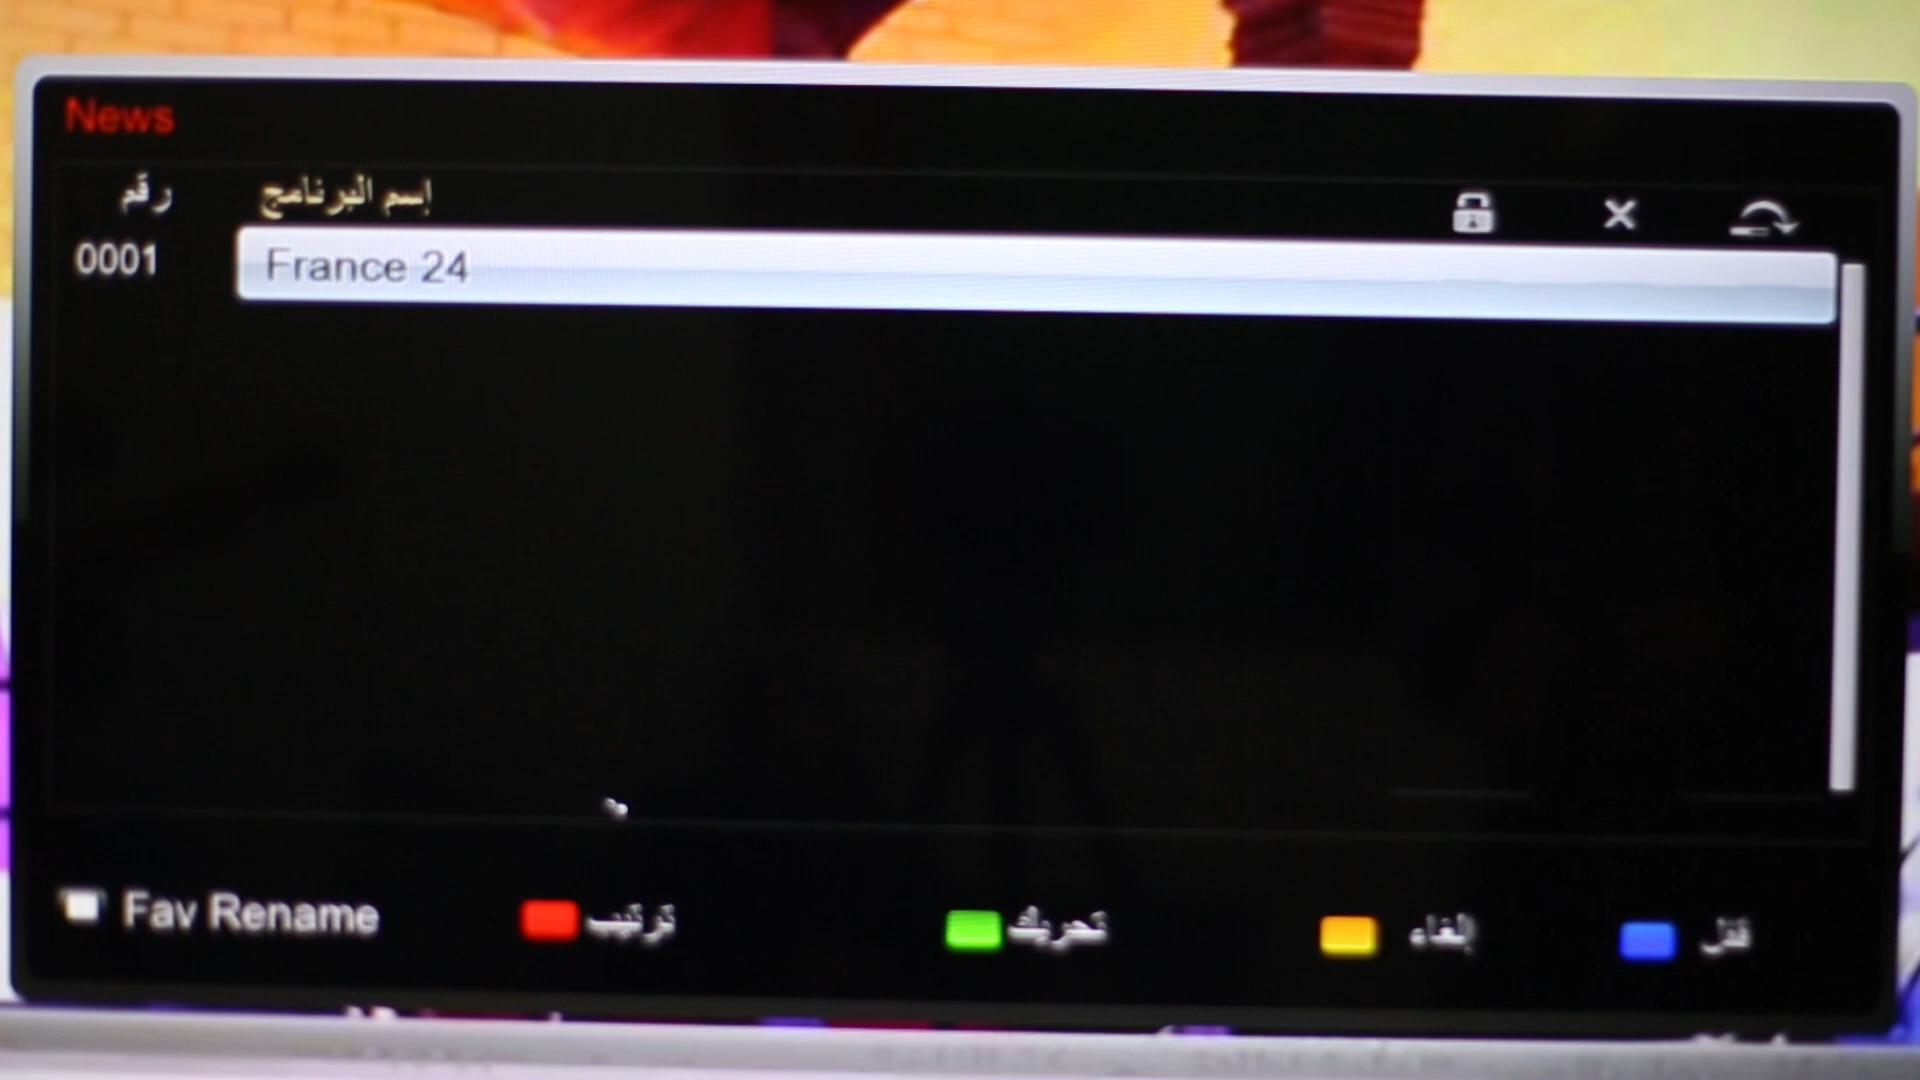 News
رقم إسم البرنامج
0001 France 24
Fav Rename ترتيب تحريك إلغاء قفل